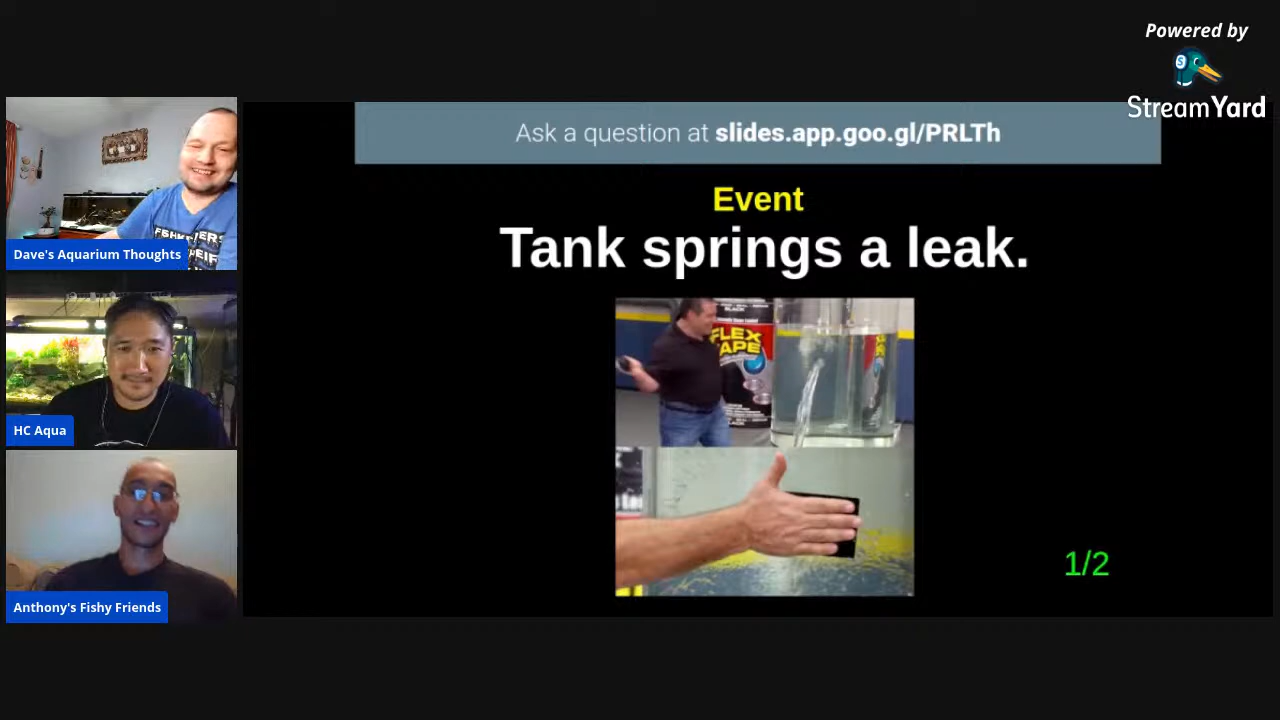 Powered by
StreamYard
Ask a question at slides.app.goo.gl/PRLTh
Event
Tank springs a leak.
FLEX
TAPE
1/2
Dave's Aquarium Thoughts
HC Aqua
Anthony's Fishy Friends